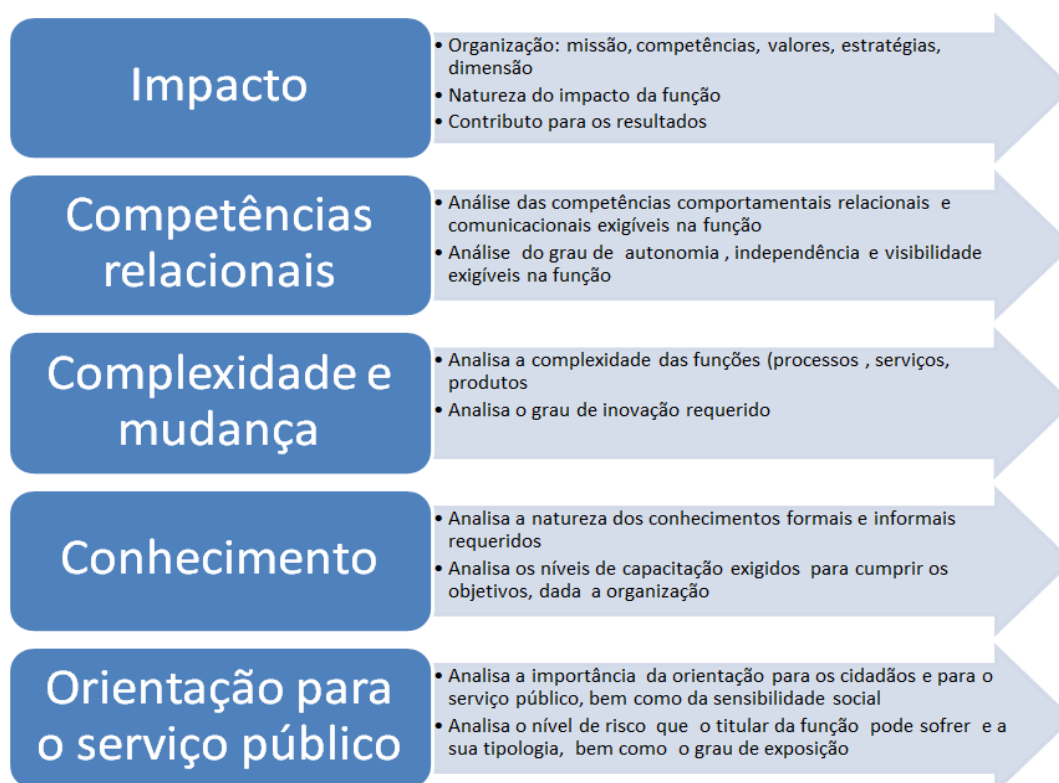 Impacto
• Organização: missão, competências, valores, estratégias,
dimensão
• Natureza do impacto da função
• Contributo para os resultados
Competências
relacionais
• Análise das competências comportamentais relacionais e
comunicacionais exigíveis na função
• Análise do grau de autonomia , independência e visibilidade
exigíveis na função
Complexidade e
mudança
• Analisa a complexidade das funções (processos , serviços,
produtos
• Analisa o grau de inovação requerido
Conhecimento
• Analisa a natureza dos conhecimentos formais e informais
requeridos
• Analisa os níveis de capacitação exigidos para cumprir os
objetivos, dada a organização
Orientação para
o serviço público
• Analisa a importância da orientação para os cidadãos e para o
serviço público, bem como da sensibilidade social
• Analisa o nível de risco que o titular da função pode sofrer e a
sua tipologia, bem como o grau de exposição